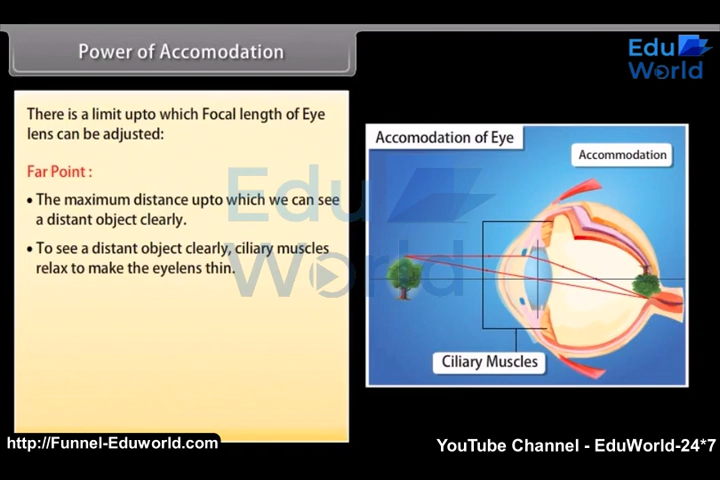 Power of Accomodation
Edu
World
There is a limit upto which Focal length of Eye
lens can be adjusted:
Far Point :
• The maximum distance upto which we can see
a distant object clearly.
• To see a distant object clearly, ciliary muscles
relax to make the eyelens thin.
Accomodation of Eye
Accommodation
Ciliary Muscles
Edu
World
http://Funnel-Eduworld.com
YouTube Channel - EduWorld-24*7